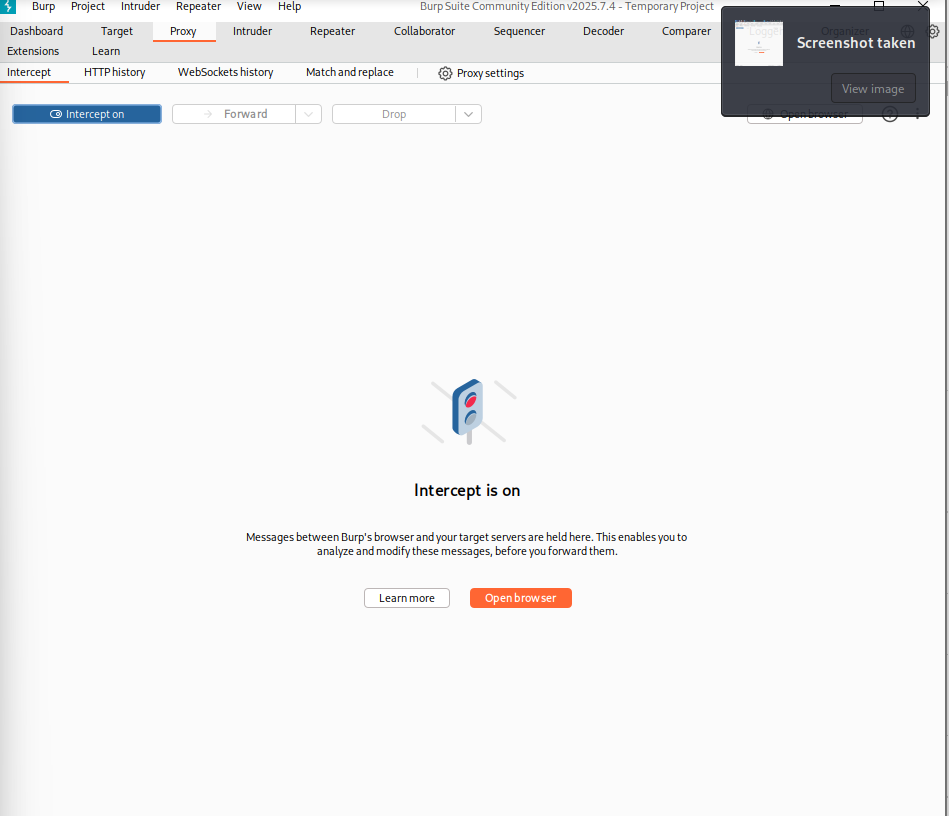 Burp Project Intruder Repeater View Help Burp Suite Community Edition v2025.7.4 - Temporary Project
Dashboard Target Proxy Intruder Repeater Collaborator Sequencer Decoder Comparer Logger Organizer
Extensions Learn
Screenshot taken
View image
Intercept HTTP history WebSockets history Match and replace Proxy settings
Intercept on Forward Drop Open browser
Intercept is on
Messages between Burp's browser and your target servers are held here. This enables you to
analyze and modify these messages, before you forward them.
Learn more Open browser